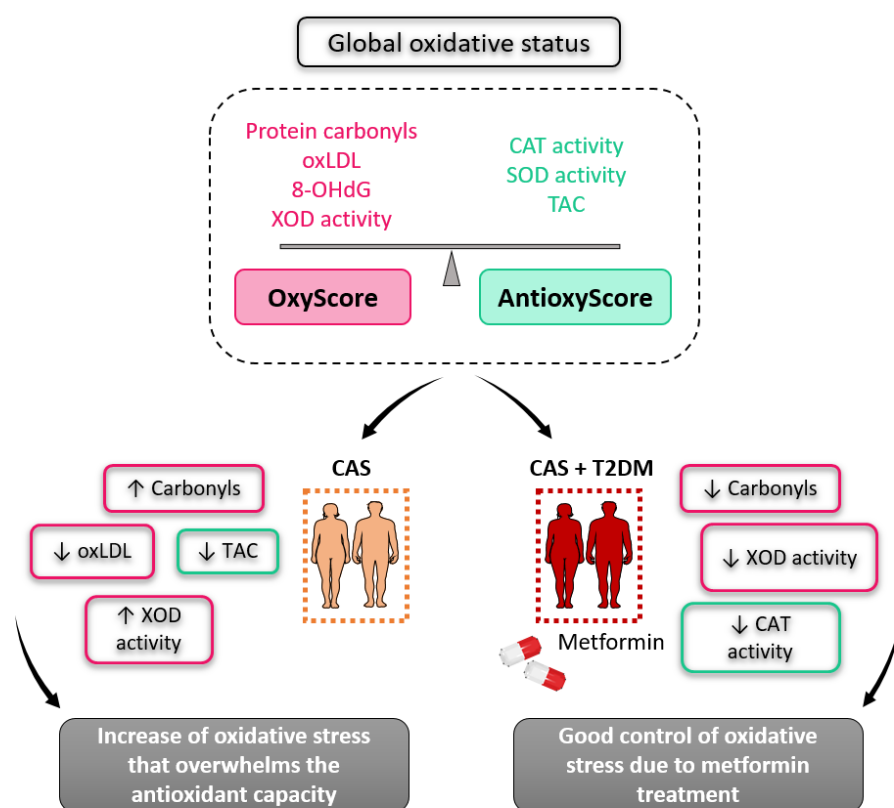 Global oxidative status
Protein carbonyls
oxLDL
8-OHdG
XOD activity
CAT activity
SOD activity
TAC
OxyScore
AntioxyScore
CAS
↑ Carbonyls
↓ oxLDL
↓ TAC
↑ XOD
activity
CAS + T2DM
↓ Carbonyls
↓ XOD activity
↓ CAT
activity
Metformin
Increase of oxidative stress
that overwhelms the
antioxidant capacity
Good control of oxidative
stress due to metformin
treatment